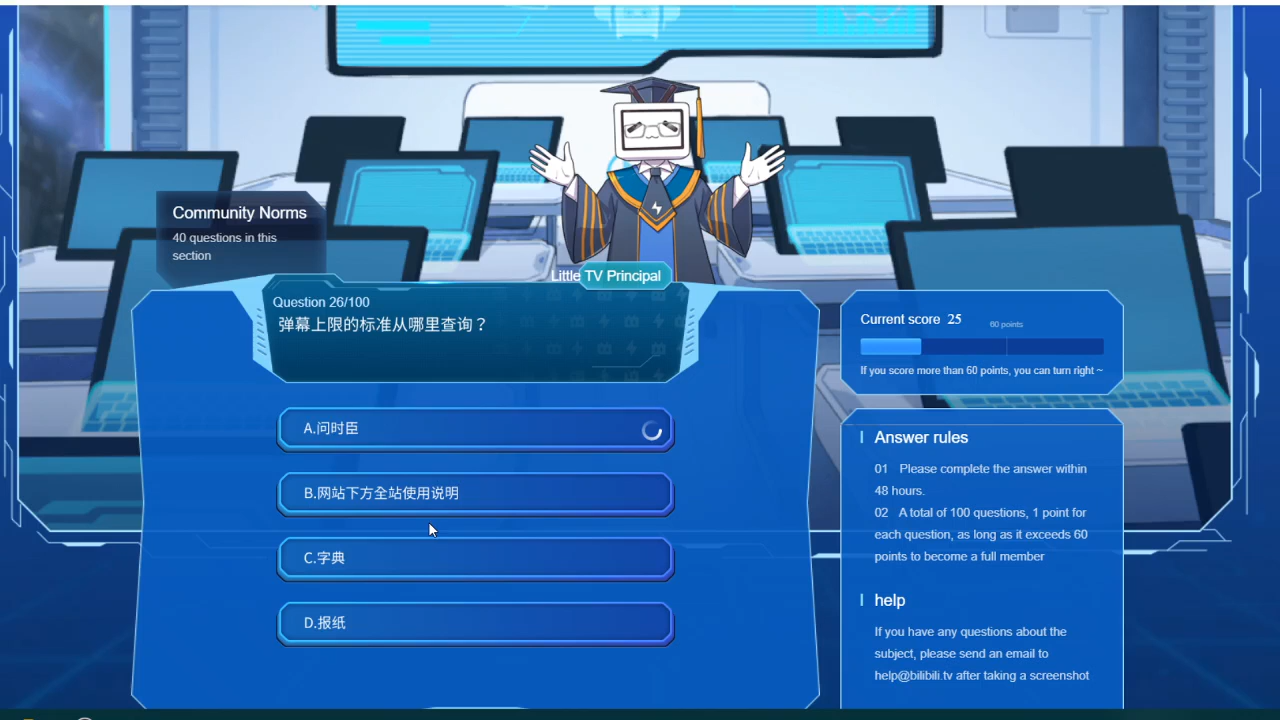 Community Norms
40 questions in this
section
Little TV Principal
Question 26/100
弹幕上限的标准从哪里查询？
A.问时臣
B.网站下方全站使用说明
C.字典
D.报纸
Current score 25
60 points
If you score more than 60 points, you can turn right ~
Answer rules
01 Please complete the answer within
48 hours.
02 A total of 100 questions, 1 point for
each question, as long as it exceeds 60
points to become a full member
help
If you have any questions about the
subject, please send an email to
help@bilibili.tv after taking a screenshot